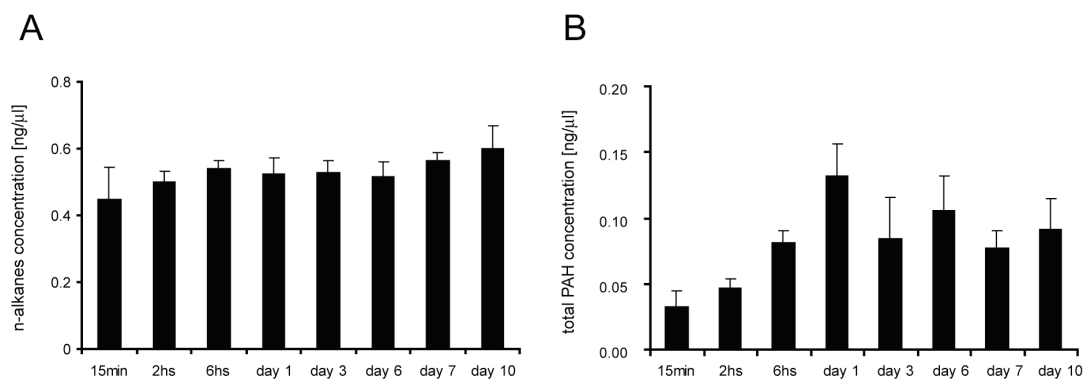 A
n-alkanes concentration [ng/µl]
0.8
0.6
0.4
0.2
0
15min 2hs 6hs day 1 day 3 day 6 day 7 day 10
B
total PAH concentration [ng/µl]
0.20
0.15
0.10
0.05
0.00
15min 2hs 6hs day 1 day 3 day 6 day 7 day 10